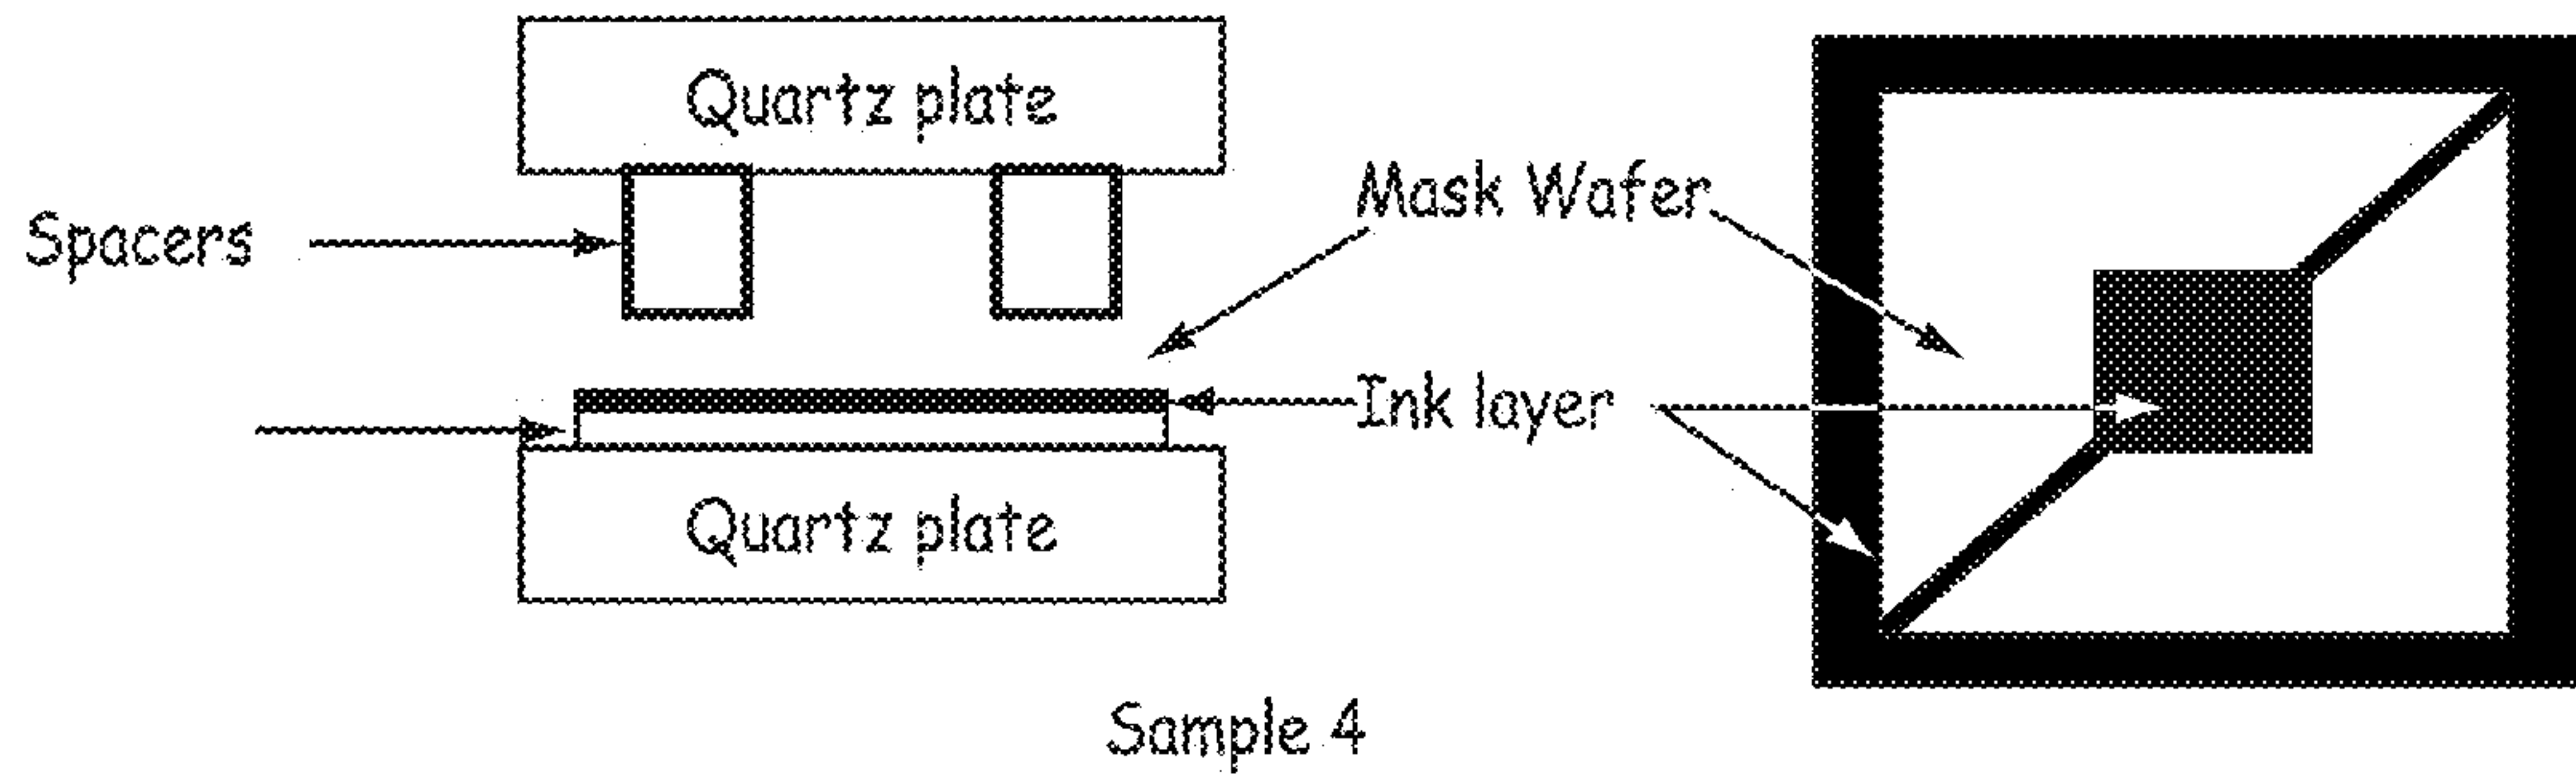 Quartz plate
Mask Wafer
Spacers
Ink layer
Quartz plate
Sample 4